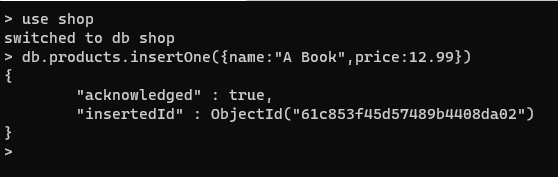 > use shop
switched to db shop
> db.products.insertOne({name:"A Book",price:12.99})
{
        "acknowledged" : true,
        "insertedId" : ObjectId("61c853f45d57489b4408da02")
}
>